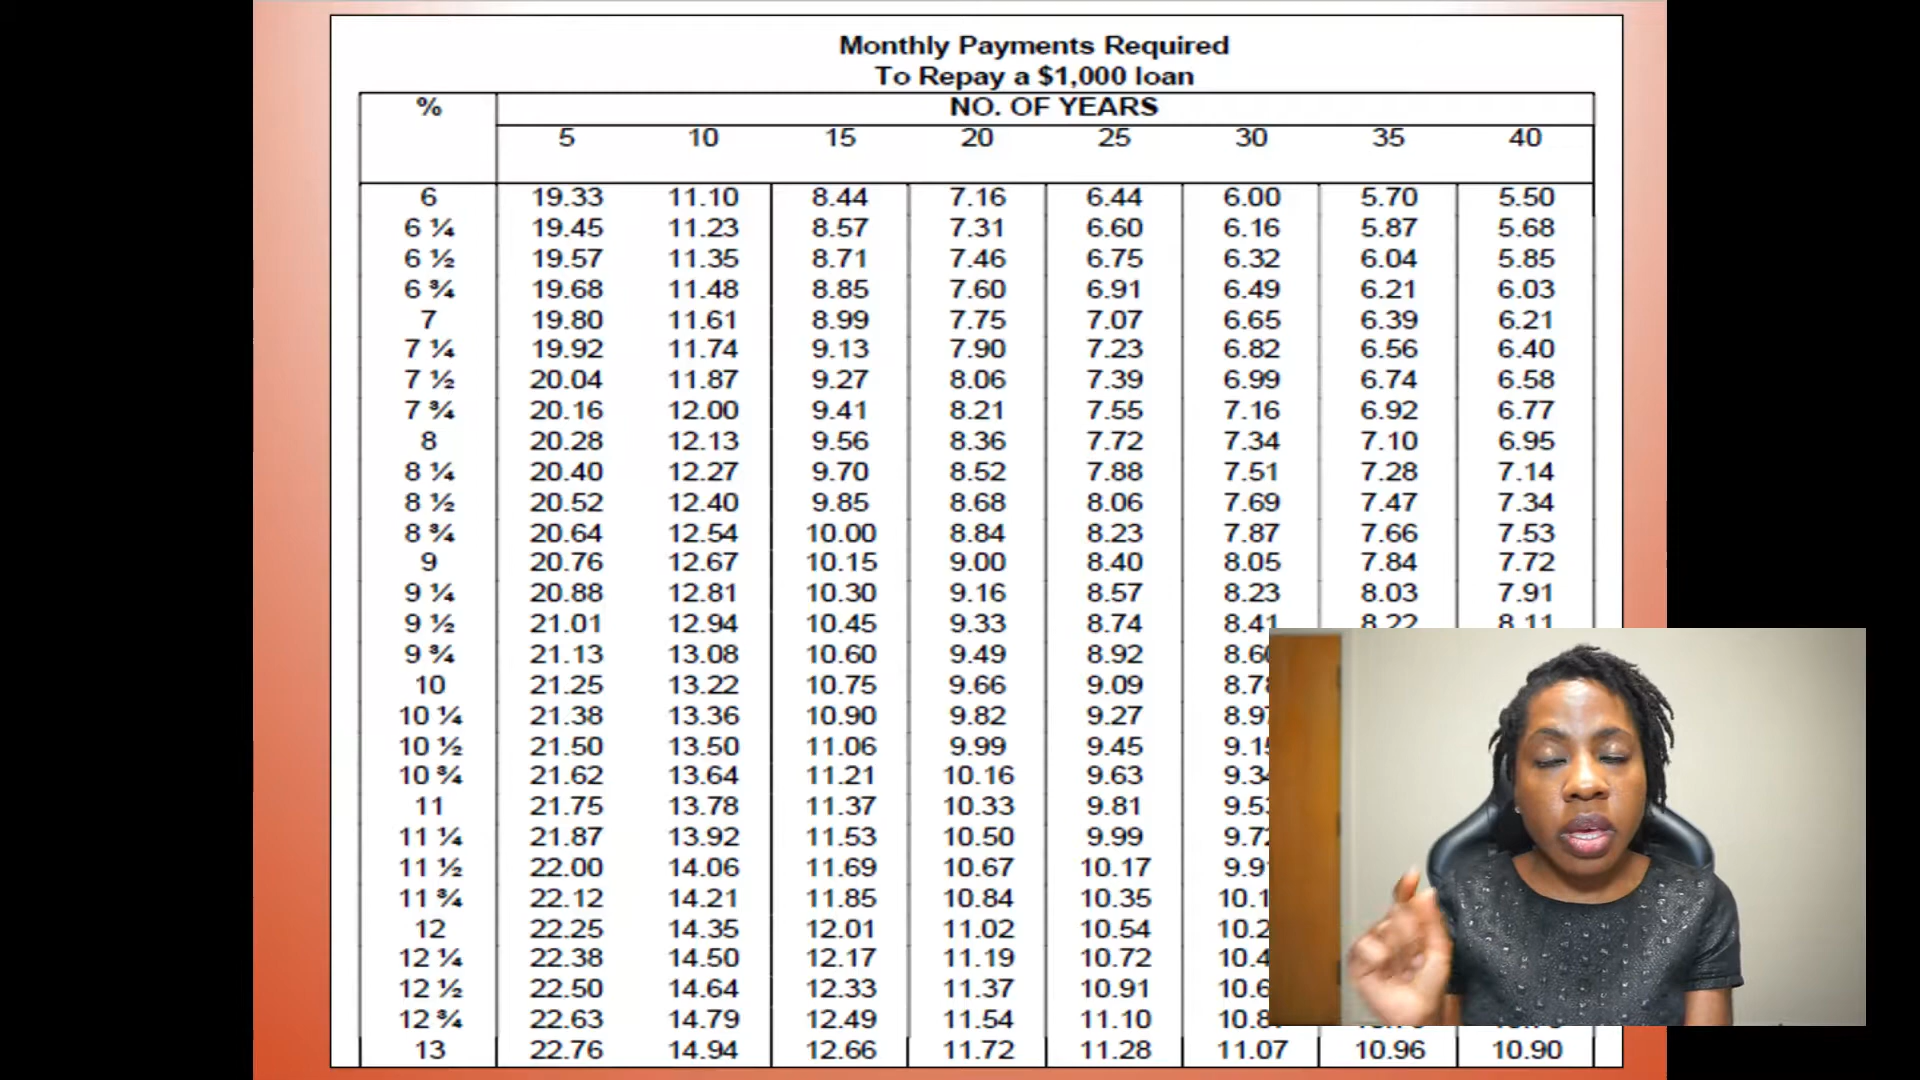 Monthly Payments Required
To Repay a $1,000 loan
% NO. OF YEARS
5 10 15 20 25 30 35 40
6 19.33 11.10 8.44 7.16 6.44 6.00 5.70 5.50
6 ¼ 19.45 11.23 8.57 7.31 6.60 6.16 5.87 5.68
6 ½ 19.57 11.35 8.71 7.46 6.75 6.32 6.04 5.85
6 ¾ 19.68 11.48 8.85 7.60 6.91 6.49 6.21 6.03
7 19.80 11.61 8.99 7.75 7.07 6.65 6.39 6.21
7 ¼ 19.92 11.74 9.13 7.90 7.23 6.82 6.56 6.40
7 ½ 20.04 11.87 9.27 8.06 7.39 6.99 6.74 6.58
7 ¾ 20.16 12.00 9.41 8.21 7.55 7.16 6.92 6.77
8 20.28 12.13 9.56 8.36 7.72 7.34 7.10 6.95
8 ¼ 20.40 12.27 9.70 8.52 7.88 7.51 7.28 7.14
8 ½ 20.52 12.40 9.85 8.68 8.06 7.69 7.47 7.34
8 ¾ 20.64 12.54 10.00 8.84 8.23 7.87 7.66 7.53
9 20.76 12.67 10.15 9.00 8.40 8.05 7.84 7.72
9 ¼ 20.88 12.81 10.30 9.16 8.57 8.23 8.03 7.91
9 ½ 21.01 12.94 10.45 9.33 8.74 8.41 8.22 8.11
9 ¾ 21.13 13.08 10.60 9.49 8.92
10 21.25 13.22 10.75 9.66 9.09
10 ¼ 21.38 13.36 10.90 9.82 9.27
10 ½ 21.50 13.50 11.06 9.99 9.45
10 ¾ 21.62 13.64 11.21 10.16 9.63
11 21.75 13.78 11.37 10.33 9.81
11 ¼ 21.87 13.92 11.53 10.50 9.99
11 ½ 22.00 14.06 11.69 10.67 10.17
11 ¾ 22.12 14.21 11.85 10.84 10.35
12 22.25 14.35 12.01 11.02 10.54
12 ¼ 22.38 14.50 12.17 11.19 10.72
12 ½ 22.50 14.64 12.33 11.37 10.91
12 ¾ 22.63 14.79 12.49 11.54 11.10
13 22.76 14.94 12.66 11.72 11.28 11.07 10.96 10.90